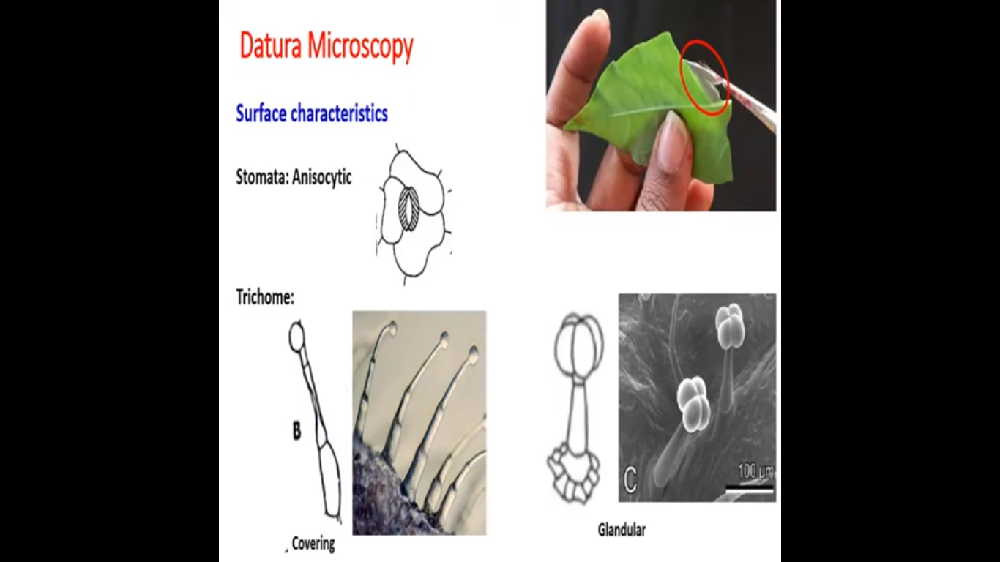 Datura Microscopy
Surface characteristics
Stomata: Anisocytic
Trichome:
B
Covering
C
100 µm
Glandular